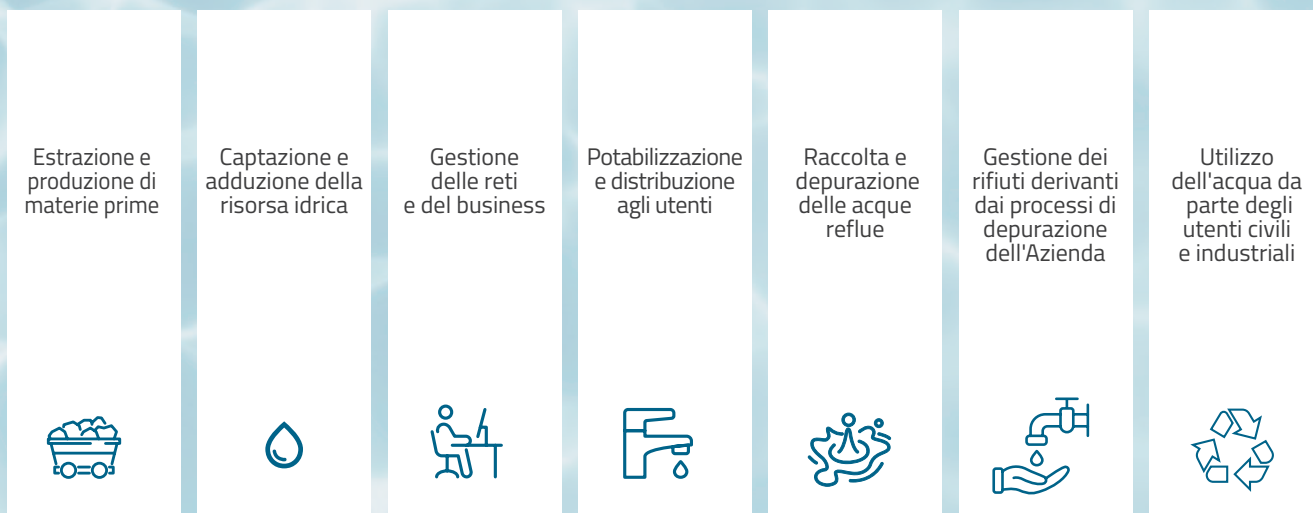 Estrazione e
produzione di
materie prime
Captazione e
adduzione della
risorsa idrica
Gestione
delle reti
e del business
Potabilizzazione
e distribuzione
agli utenti
Raccolta e
depurazione
delle acque
reflue
Gestione dei
rifiuti derivanti
dai processi di
depurazione
dell'Azienda
Utilizzo
dell'acqua da
parte degli
utenti civili
e industriali